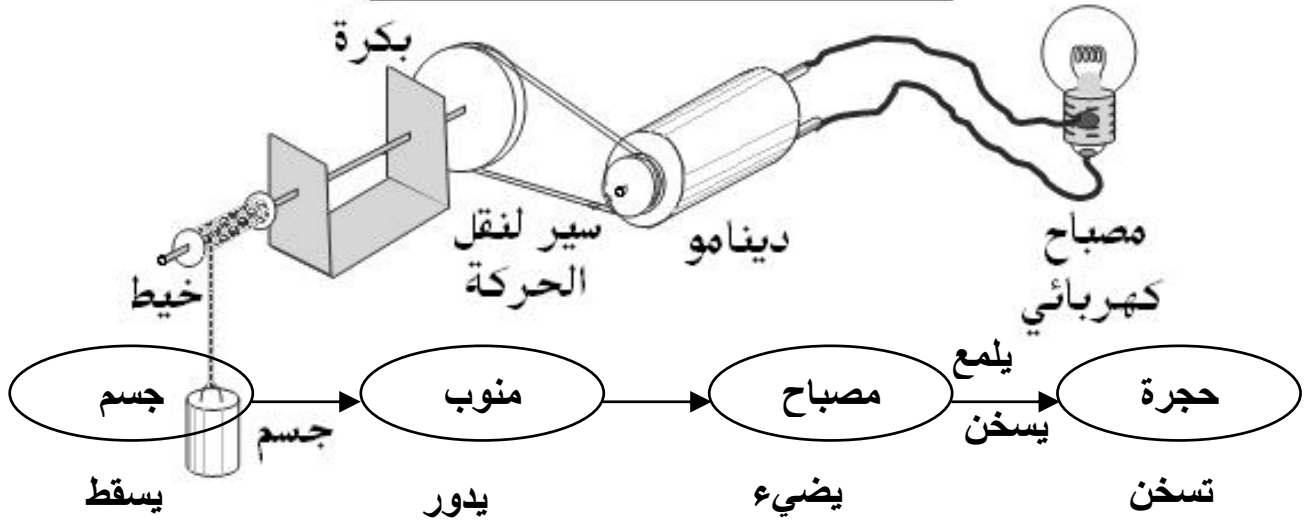 بكرة
سير لنقل
الحركة
دينامو
مصباح
كهربائي
خيط
جسم
جسم
منوب
مصباح
يلمع
يسخن
حجرة
يسقط
يدور
يضيء
تسخن